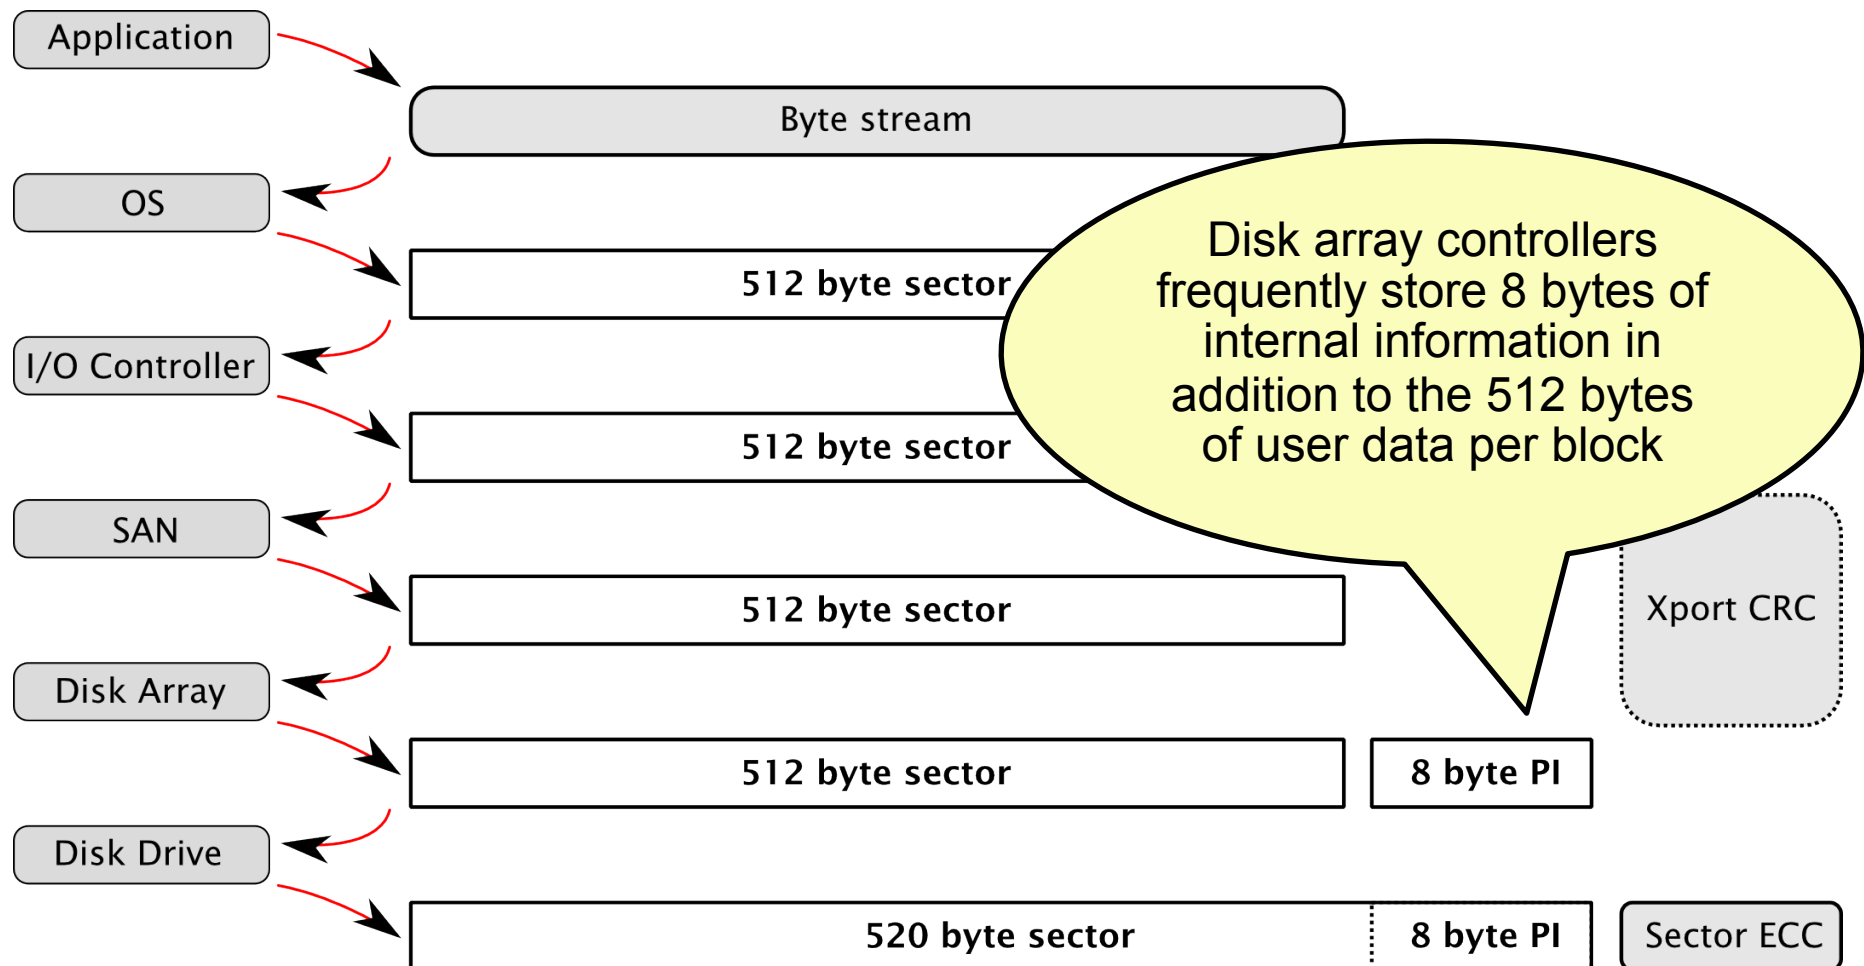 Application
Byte stream
OS
512 byte sector
Disk array controllers
frequently store 8 bytes of
internal information in
addition to the 512 bytes
of user data per block
I/O Controller
512 byte sector
SAN
512 byte sector
Xport CRC
Disk Array
512 byte sector
8 byte PI
Disk Drive
520 byte sector
8 byte PI
Sector ECC